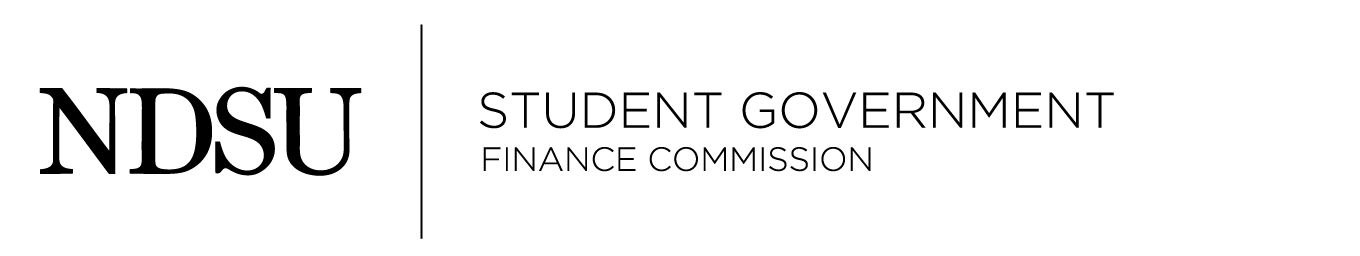 NDSU
STUDENT GOVERNMENT
FINANCE COMMISSION